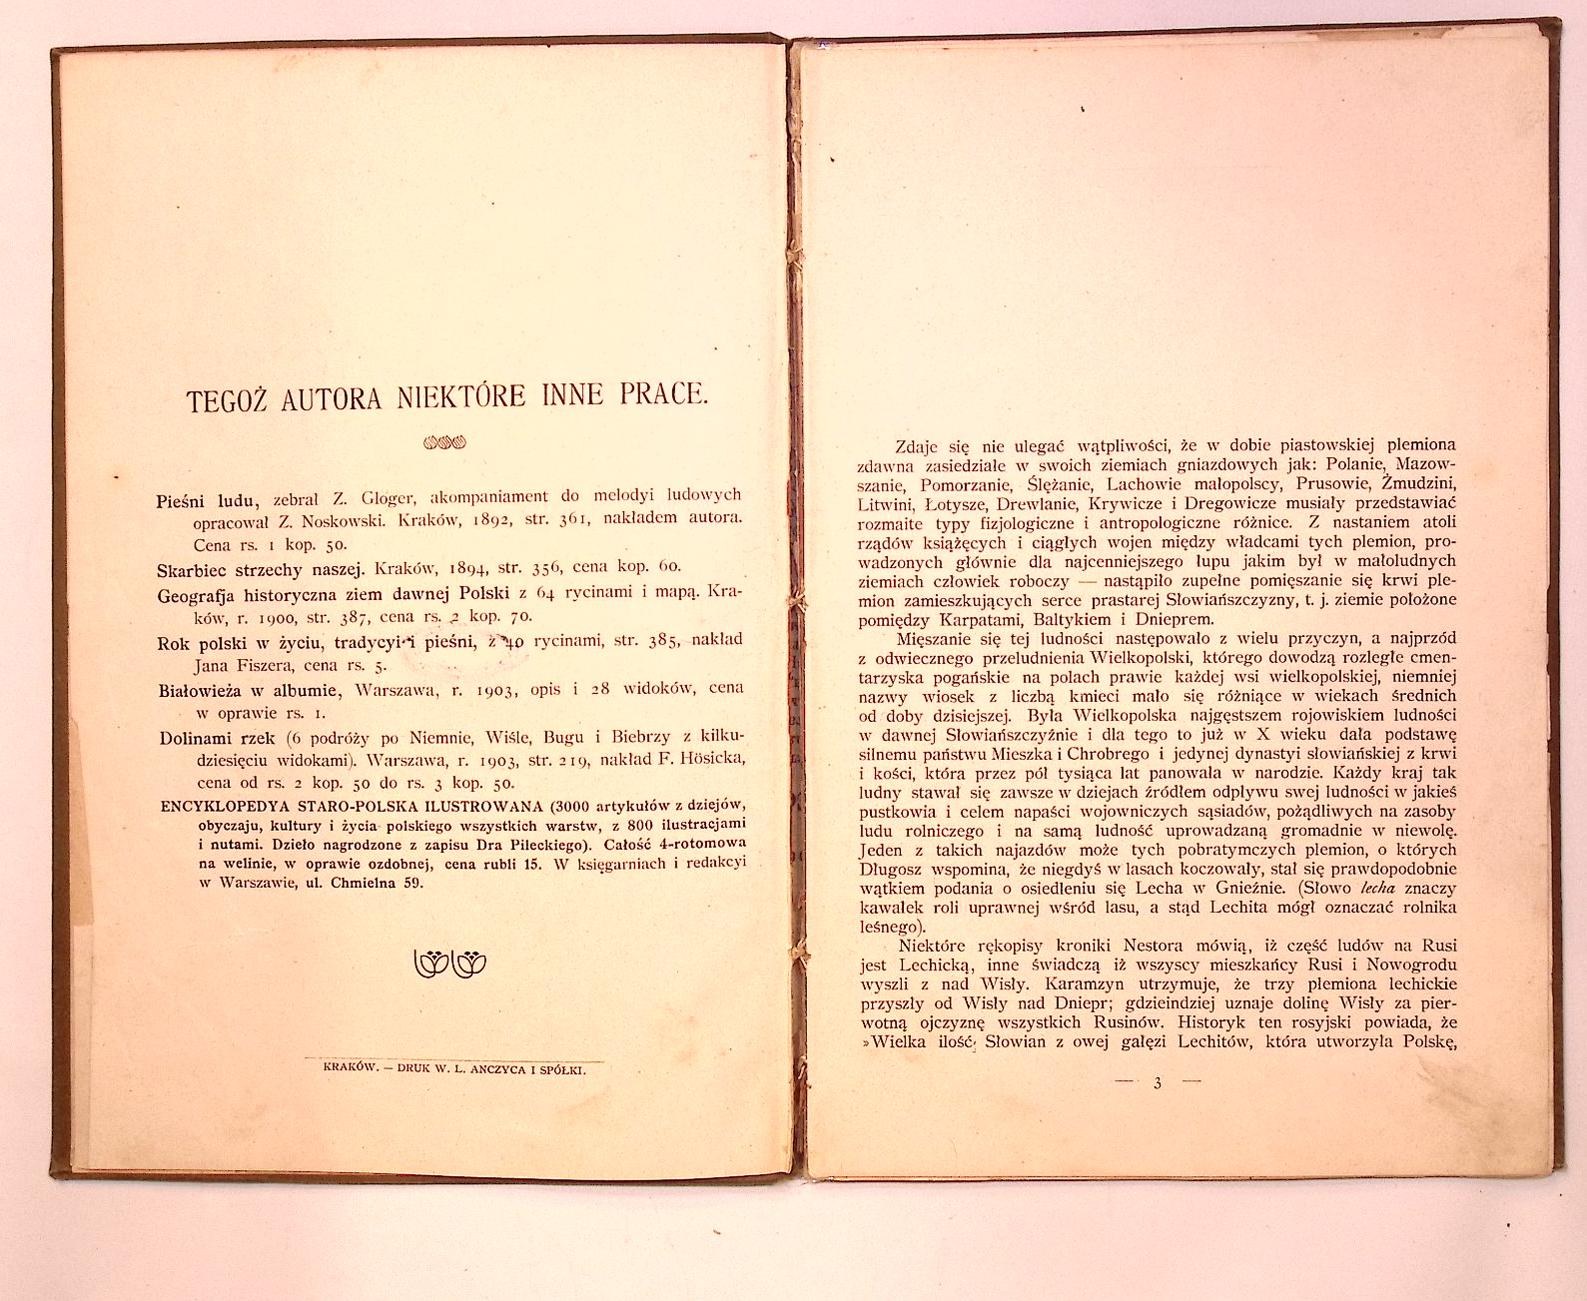 TEGOŻ AUTORA NIEKTÓRE INNE PRACE.
Pieśni ludu, zebrał Z. Gloger, akompaniament do melodyi ludowych
opracował Z. Noskowski. Kraków, 1892, str. 361, nakładem autora.
Cena rs. 1 kop. 50.
Skarbiec strzechy naszej. Kraków, 1894, str. 356, cena kop. 60.
Geografja historyczna ziem dawnej Polski z 64 rycinami i mapą. Kra-
ków, r. 1900, str. 387, cena rs. 2 kop. 70.
Rok polski w życiu, tradycyi i pieśni, z 40 rycinami, str. 385, nakład
Jana Fiszera, cena rs. 5.
Białowieża w albumie, Warszawa, r. 1903, opis i 28 widoków, cena
w oprawie rs. 1.
Dolinami rzek (6 podróży po Niemnie, Wiśle, Bugu i Biebrzy z kilku-
dziesięciu widokami). Warszawa, r. 1903, str. 219, nakład F. Hösicka,
cena od rs. 2 kop. 50 do rs. 3 kop. 50.
ENCYKLOPEDYA STARO-POLSKA ILUSTROWANA (3000 artykułów z dziejów,
obyczaju, kultury i życia polskiego wszystkich warstw, z 800 ilustracjami
i nutami. Dzieło nagrodzone z zapisu Dra Pileckiego). Całość 4-rotomowa
na welinie, w oprawie ozdobnej, cena rubli 15. W księgarniach i redakcyi
w Warszawie, ul. Chmielna 59.
KRAKÓW. — DRUK W. L. ANCZYCA I SPÓŁKI.
Zdaje się nie ulegać wątpliwości, że w dobie piastowskiej plemiona
zdawna zasiedziałe w swoich ziemiach gniazdowych jak: Polanie, Mazow-
szanie, Pomorzanie, Ślężanie, Lachowie małopolscy, Prusowie, Żmudzini,
Litwini, Łotysze, Drewlanie, Krywicze i Dregowicze musiały przedstawiać
rozmaite typy fizjologiczne i antropologiczne różnice. Z nastaniem atoli
rządów książęcych i ciągłych wojen między władcami tych plemion, pro-
wadzonych głównie dla najcenniejszego łupu jakim był w małoludnych
ziemiach człowiek roboczy — nastąpiło zupełne pomięszanie się krwi ple-
mion zamieszkujących serce prastarej Słowiańszczyzny, t. j. ziemie położone
pomiędzy Karpatami, Baltykiem i Dnieprem.
Mięszanie się tej ludności następowało z wielu przyczyn, a najprzód
z odwiecznego przeludnienia Wielkopolski, którego dowodzą rozległe cmen-
tarzyska pogańskie na polach prawie każdej wsi wielkopolskiej, niemniej
nazwy wiosek z liczbą kmieci mało się różniące w wiekach średnich
od doby dzisiejszej. Była Wielkopolska najgęstszem rojowiskiem ludności
w dawnej Słowiańszczyźnie i dla tego to już w X wieku dała podstawę
silnemu państwu Mieszka i Chrobrego i jedynej dynastyi słowiańskiej z krwi
i kości, która przez pół tysiąca lat panowała w narodzie. Każdy kraj tak
ludny stawał się zawsze w dziejach źródłem odpływu swej ludności w jakieś
pustkowia i celem napaści wojowniczych sąsiadów, pożądliwych na zasoby
ludu rolniczego i na samą ludność uprowadzaną gromadnie w niewolę.
Jeden z takich najazdów może tych pobratymczych plemion, o których
Długosz wspomina, że niegdyś w lasach koczowały, stał się prawdopodobnie
wątkiem podania o osiedleniu się Lecha w Gnieźnie. (Słowo lecha znaczy
kawałek roli uprawnej wśród lasu, a stąd Lechita mógł oznaczać rolnika
leśnego).
Niektóre rękopisy kroniki Nestora mówią, iż część ludów na Rusi
jest Lechicką, inne świadczą iż wszyscy mieszkańcy Rusi i Nowogrodu
wyszli z nad Wisły. Karamzyn utrzymuje, że trzy plemiona lechickie
przyszły od Wisły nad Dniepr; gdzieindziej uznaje dolinę Wisły za pier-
wotną ojczyznę wszystkich Rusinów. Historyk ten rosyjski powiada, że
»Wielka ilość Słowian z owej gałęzi Lechitów, która utworzyła Polskę,
— 3 —